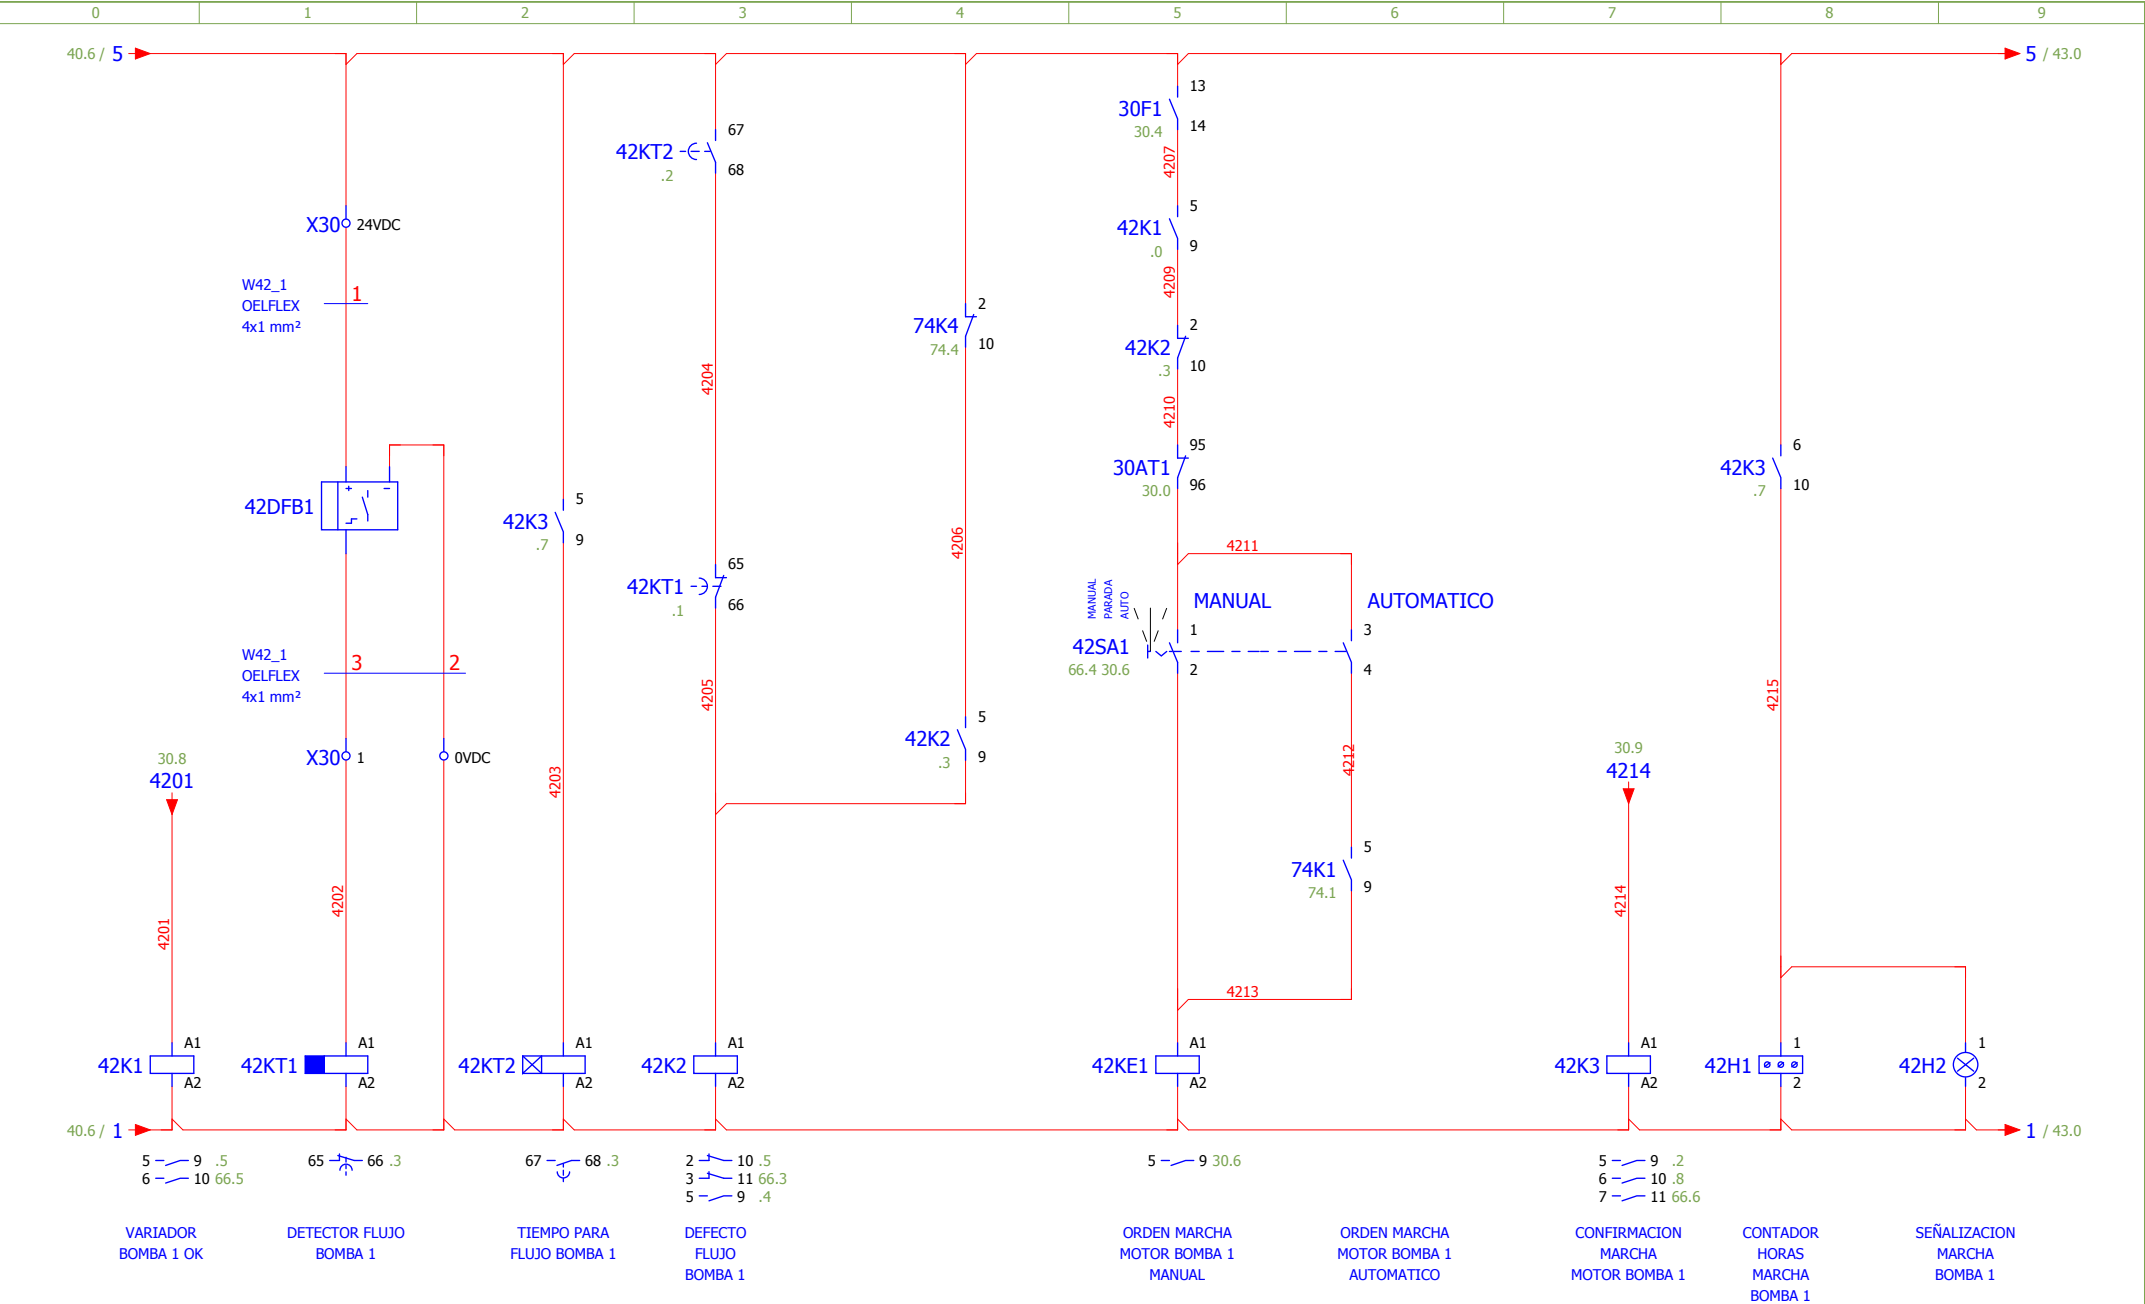 0 1 2 3 4 5 6 7 8 9
40.6 / 5
5 / 43.0
13
30F1
30.4
14
4207
67
42KT2
.2
68
X30 24VDC
5
42K1
.0
9
4209
W42_1
OELFLEX
4x1 mm²
1
2
74K4
74.4
10
2
42K2
.3
10
4204
4210
95
30AT1
30.0
96
6
42K3
.7
10
42DFB1
+ -
5
42K3
.7
9
4206
4211
65
42KT1
.1
66
MANUAL
PARADA
AUTO
MANUAL
AUTOMATICO
1
42SA1
66.4 30.6
2
3
4
W42_1
OELFLEX
4x1 mm²
3 2
4205
4215
5
42K2
.3
9
30.8
4201
X30 1
0VDC
4203
4212
30.9
4214
5
74K1
74.1
9
4201
4202
4214
4213
42K1 A1 A2
42KT1 A1 A2
42KT2 A1 A2
42K2 A1 A2
42KE1 A1 A2
42K3 A1 A2
42H1 1 2
42H2 1 2
40.6 / 1
1 / 43.0
5 9 .5
6 10 66.5
65 66 .3
67 68 .3
2 10 .5
3 11 66.3
5 9 .4
5 9 30.6
5 9 .2
6 10 .8
7 11 66.6
VARIADOR
BOMBA 1 OK
DETECTOR FLUJO
BOMBA 1
TIEMPO PARA
FLUJO BOMBA 1
DEFECTO
FLUJO
BOMBA 1
ORDEN MARCHA
MOTOR BOMBA 1
MANUAL
ORDEN MARCHA
MOTOR BOMBA 1
AUTOMATICO
CONFIRMACION
MARCHA
MOTOR BOMBA 1
CONTADOR
HORAS
MARCHA
BOMBA 1
SEÑALIZACION
MARCHA
BOMBA 1